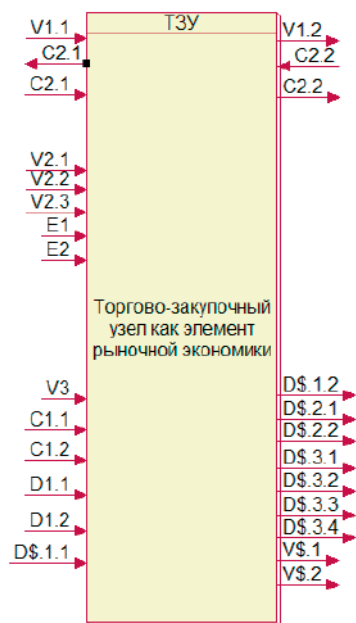 ТЗУ
V1.1
V1.2
C2.1
C2.2
C2.1
C2.2
V2.1
V2.2
V2.3
E1
E2
Торгово-закупочный
узел как элемент
рыночной экономики
V3
D$.1.2
C1.1
D$.2.1
D$.2.2
C1.2
D$.3.1
D1.1
D$.3.2
D$.3.3
D1.2
D$.3.4
D$.1.1
V$.1
V$.2